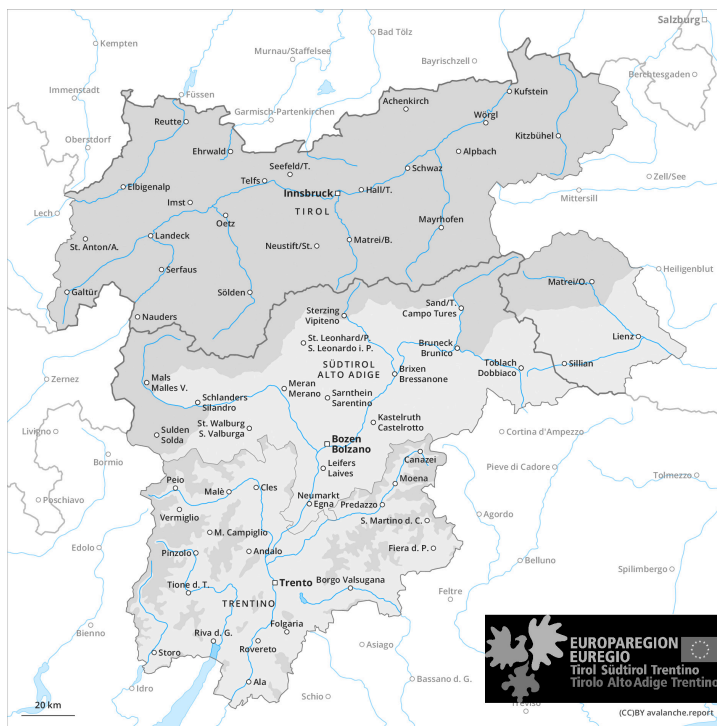 Salzburg
Kempten
Bad Tölz
Murnau/Staffelsee
Bayrischzell
Berchtesgaden
Immenstadt
Füssen
Garmisch-Partenkirchen
Achenkirch
Kufstein
Reutte
Wörgl
Oberstdorf
Ehrwald
Kitzbühel
Seefeld/T.
Alpbach
Schwaz
Zell/See
Telfs
Elbigenalp
Innsbruck
Hall/T.
Mittersill
Imst
TIROL
Lech
Oetz
Mayrhofen
Landeck
St. Anton/A.
Neustift/St.
Matrei/B.
Serfaus
Heiligenblut
Matrei/O.
Galtür
Sölden
Sand/T.
Campo Tures
Nauders
Sterzing
Vipiteno
Lienz
St. Leonhard/P.
S. Leonardo i. P.
Bruneck
Brunico
Toblach
Dobbiaco
Sillian
SÜDTIROL
ALTO ADIGE
Brixen
Bressanone
Zernez
Mals
Malles V.
Meran
Merano
Schlanders
Silandro
Sarnthein
Sarentino
Kastelruth
Castelrotto
Livigno
St. Walburg
S. Valburga
Sulden
Solda
Bozen
Bolzano
Cortina d'Ampezzo
Bormio
Canazei
Leifers
Laives
Pieve di Cadore
Peio
Moena
Tolmezzo
Malè
Cles
Neumarkt
Egna
Predazzo
Poschiavo
Vermiglio
S. Martino d. C.
Agordo
M. Campiglio
Edolo
Pinzolo
Andalo
Fiera d. P.
Belluno
Spilimbergo
Trento
Borgo Valsugana
Tione d. T.
Feltre
TRENTINO
Bienno
Folgaria
Riva d. G.
Rovereto
Asiago
Storo
Ala
Idro
Bassano d. G.
Schio
EUROPAREGION
EUREGIO
Tirol Südtirol Trentino
Tirolo Alto Adige Trentino
Treviso
20 km
(CC)BY avalanche.report